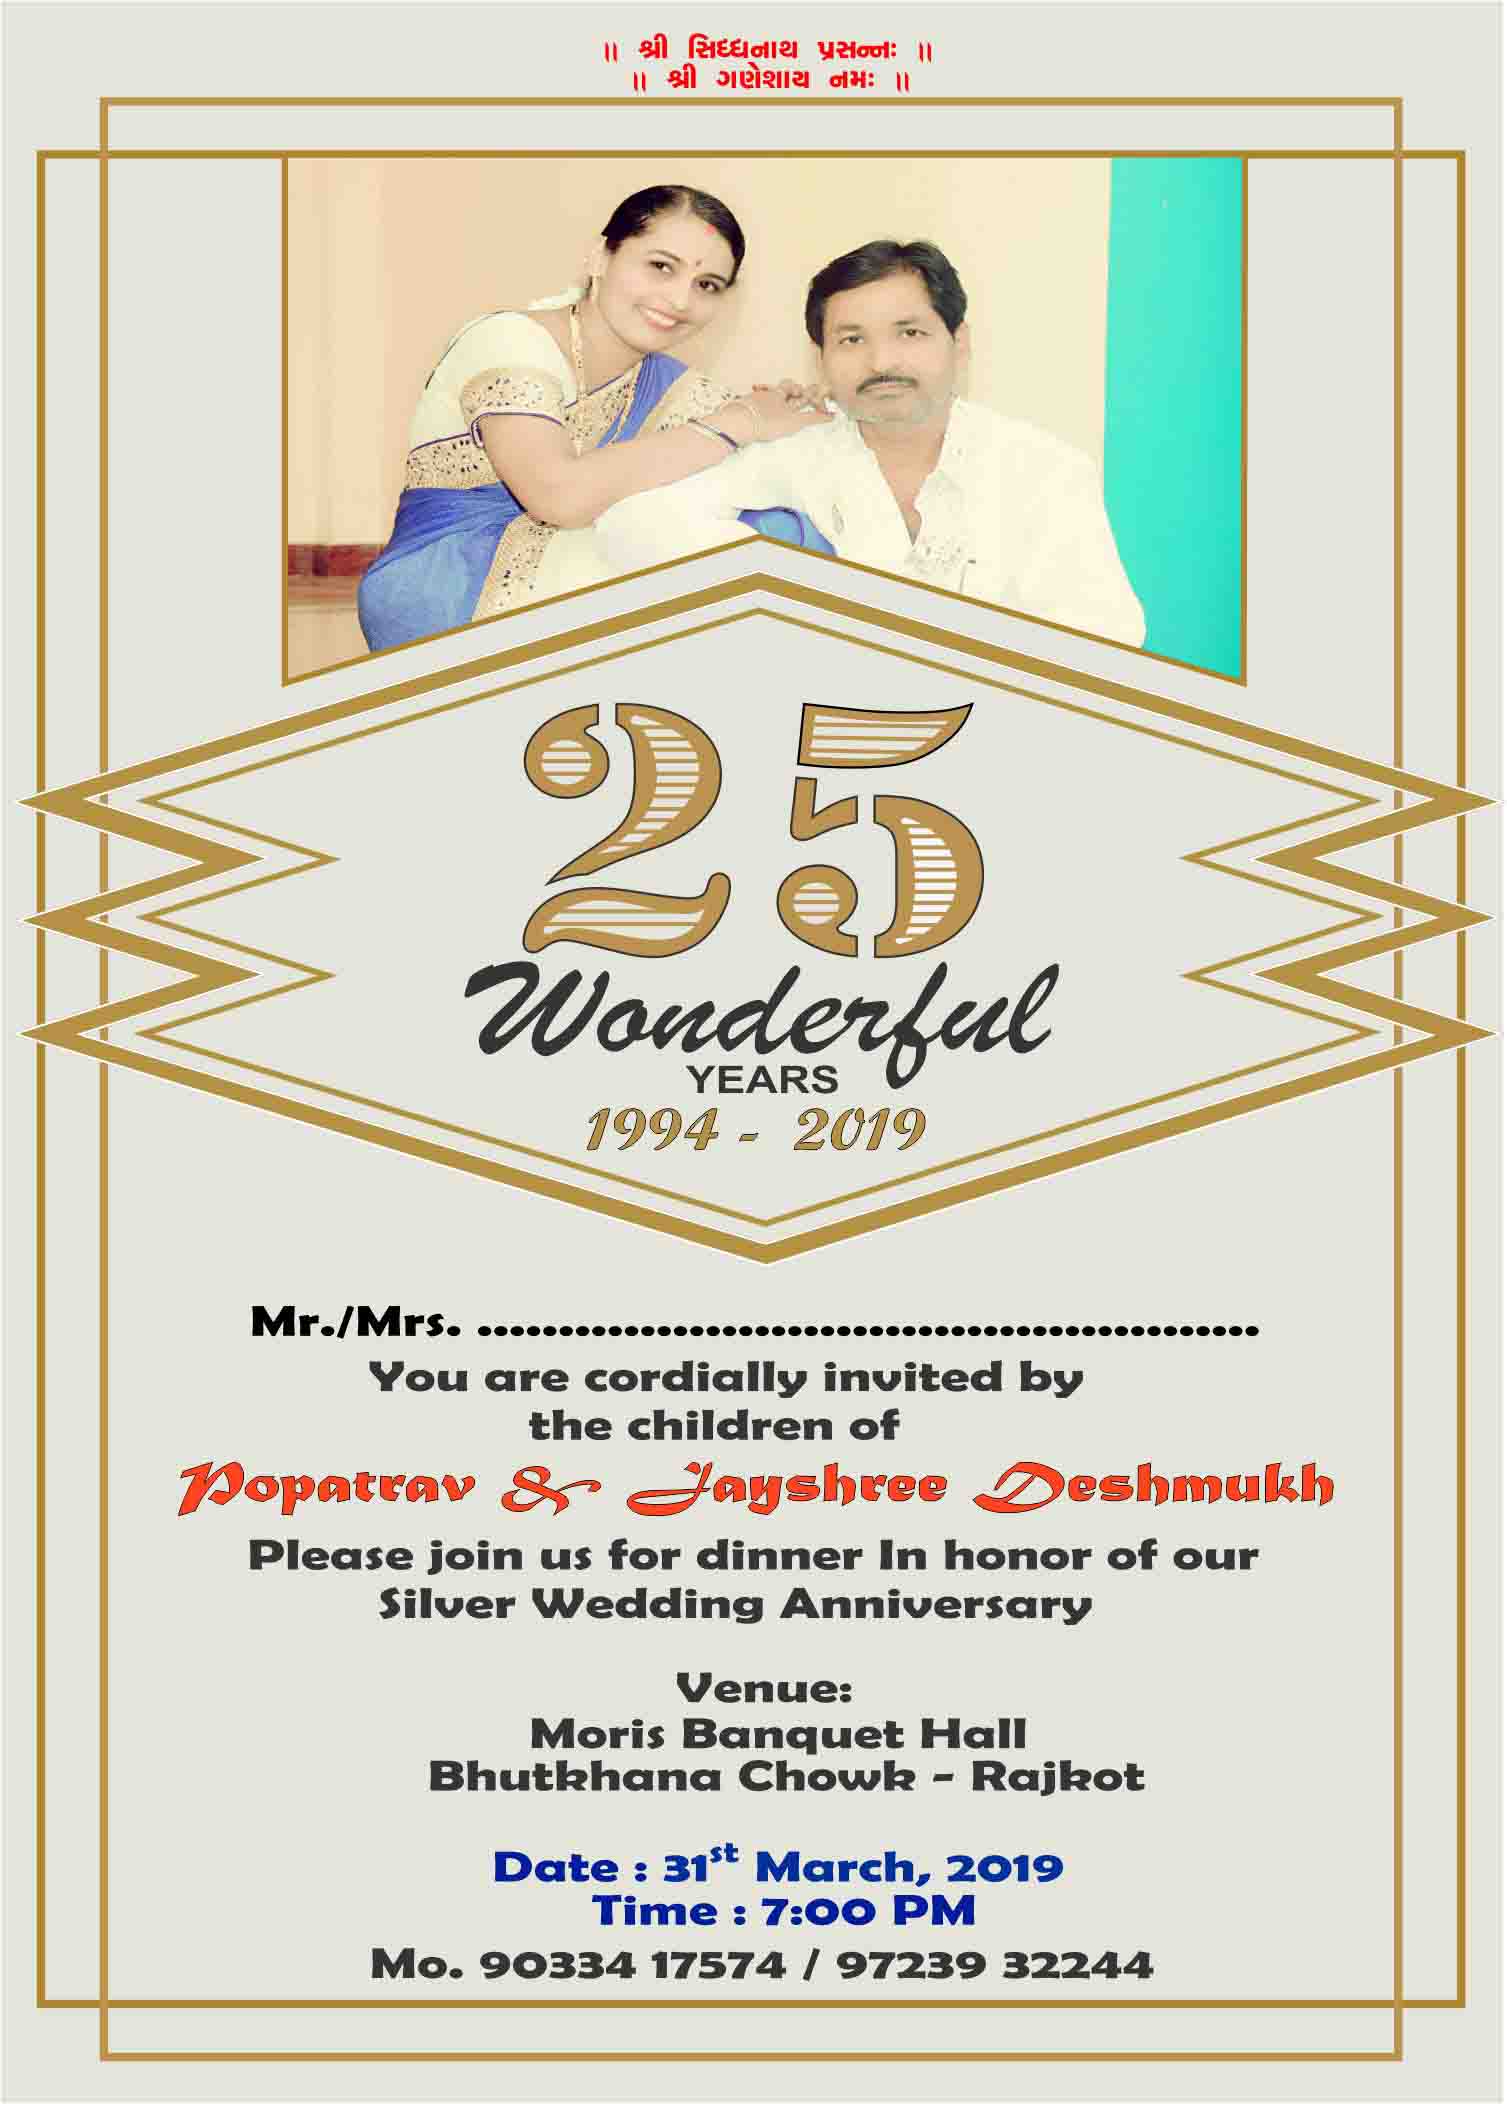 ॥ શ્રી સિધ્ધનાથ પ્રસન્નઃ ॥
॥ શ્રી ગણેશાય નમઃ ॥
25
Wonderful
YEARS
1994 - 2019
Mr./Mrs. ................................................
You are cordially invited by
the children of
Popatrav & Jayshree Deshmukh
Please join us for dinner In honor of our
Silver Wedding Anniversary
Venue:
Moris Banquet Hall
Bhutkhana Chowk - Rajkot
Date : 31st March, 2019
Time : 7:00 PM
Mo. 90334 17574 / 97239 32244